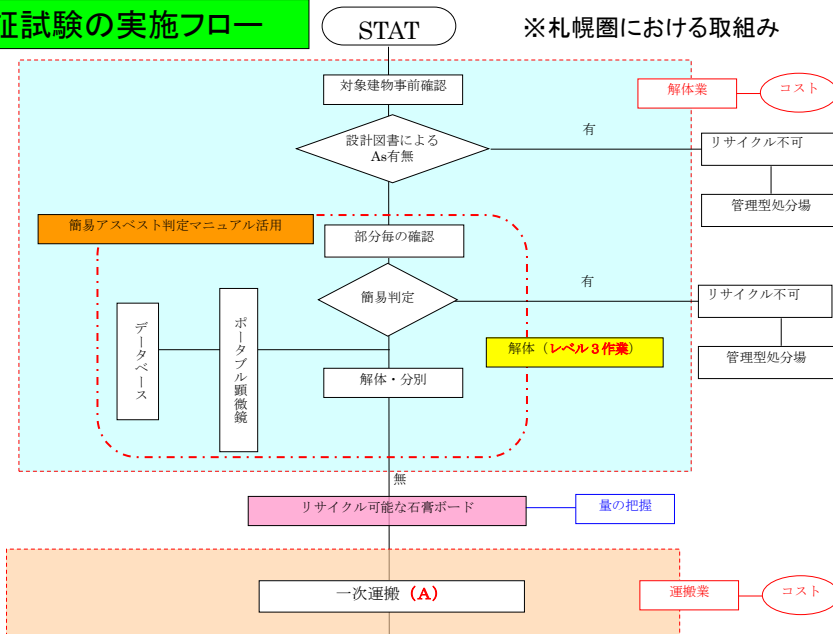 証試験の実施フロー
STAT
※札幌圏における取組み
対象建物事前確認
解体業
コスト
設計図書による
As有無
有
リサイクル不可
管理型処分場
簡易アスベスト判定マニュアル活用
部分毎の確認
簡易判定
有
リサイクル不可
管理型処分場
データベース
ポータブル顕微鏡
解体（レベル３作業）
解体・分別
無
リサイクル可能な石膏ボード
量の把握
一次運搬（A）
運搬業
コスト